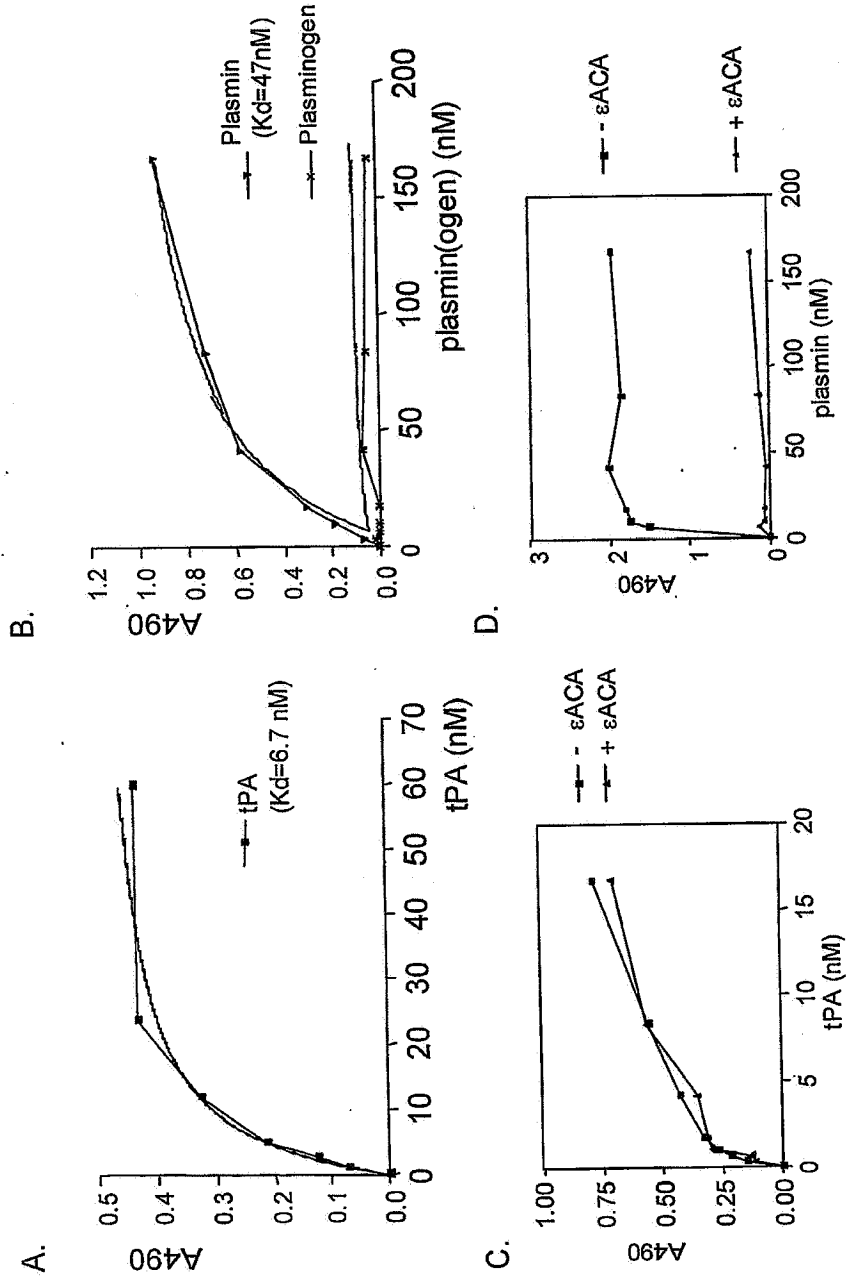 A.
A490
0.5
0.4
0.3
0.2
0.1
0.0
0 10 20 30 40 50 60 70
tPA (nM)
tPA
(Kd=6.7 nM)
B.
A490
1.2
1.0
0.8
0.6
0.4
0.2
0.0
0 50 100 150 200
plasmin(ogen) (nM)
Plasmin
(Kd=47nM)
Plasminogen
C.
A490
1.00
0.75
0.50
0.25
0.00
0 5 10 15 20
tPA (nM)
- εACA
+ εACA
D.
A490
3
2
1
0
0 50 100 150 200
plasmin (nM)
- εACA
+ εACA